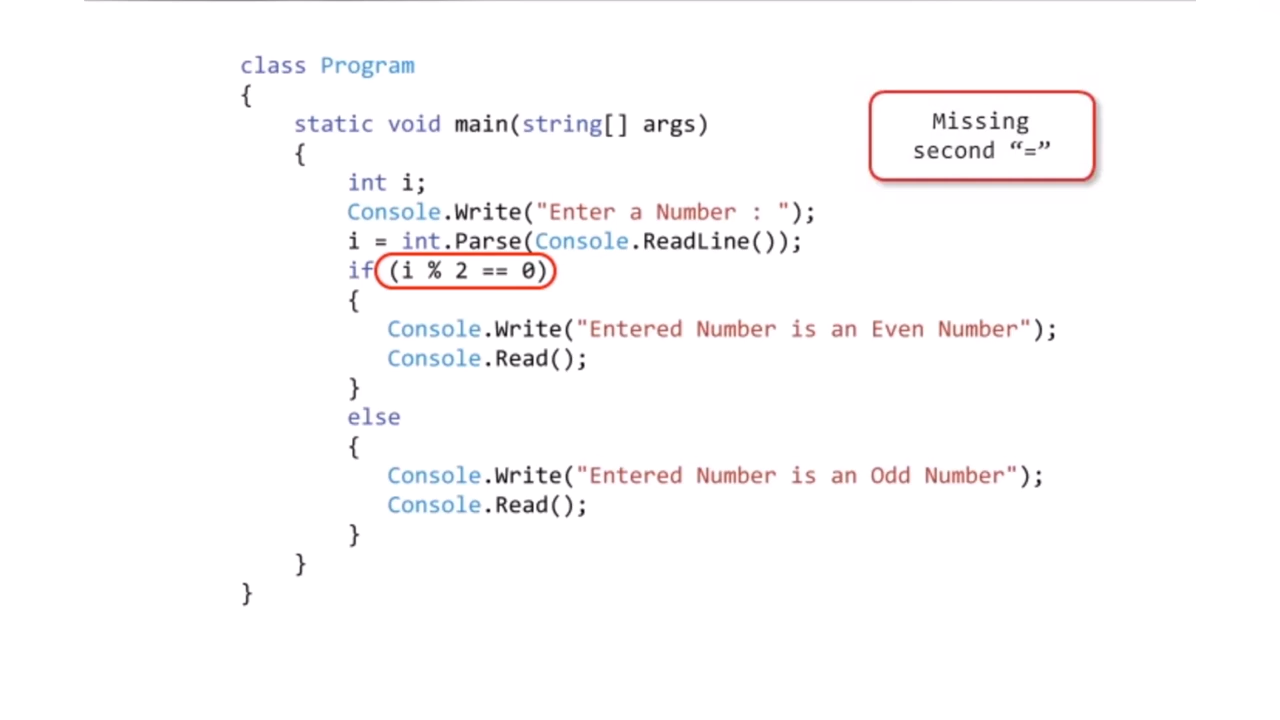 class Program
{
static void main(string[] args)
{
int i;
Console.Write("Enter a Number : ");
i = int.Parse(Console.ReadLine());
if (i % 2 == 0)
{
Console.Write("Entered Number is an Even Number");
Console.Read();
}
else
{
Console.Write("Entered Number is an Odd Number");
Console.Read();
}
}
}
Missing
second “=”